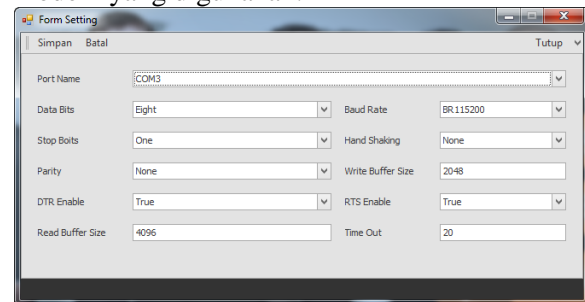 Form Setting
Simpan Batal Tutup
Port Name COM3
Data Bits Eight Baud Rate BR115200
Stop Boits One Hand Shaking None
Parity None Write Buffer Size 2048
DTR Enable True RTS Enable True
Read Buffer Size 4096 Time Out 20